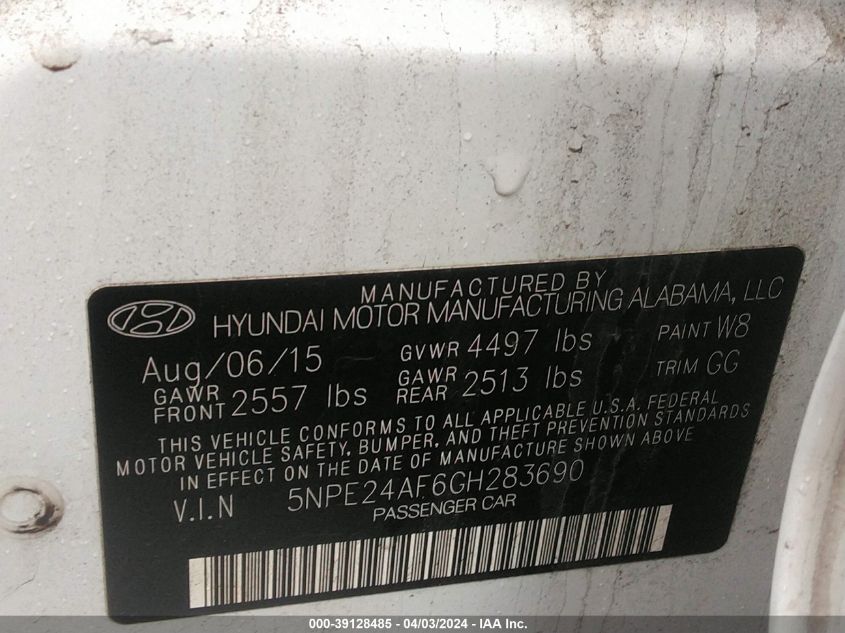 MANUFACTURED BY
HYUNDAI MOTOR MANUFACTURING ALABAMA, LLC
Aug/06/15 GVWR 4497 lbs PAINT W8
GAWR FRONT 2557 lbs GAWR REAR 2513 lbs TRIM GG
THIS VEHICLE CONFORMS TO ALL APPLICABLE U.S.A. FEDERAL
MOTOR VEHICLE SAFETY, BUMPER, AND THEFT PREVENTION STANDARDS
IN EFFECT ON THE DATE OF MANUFACTURE SHOWN ABOVE
V.I.N 5NPE24AF6GH283690
PASSENGER CAR
000-39128485 - 04/03/2024 - IAA Inc.